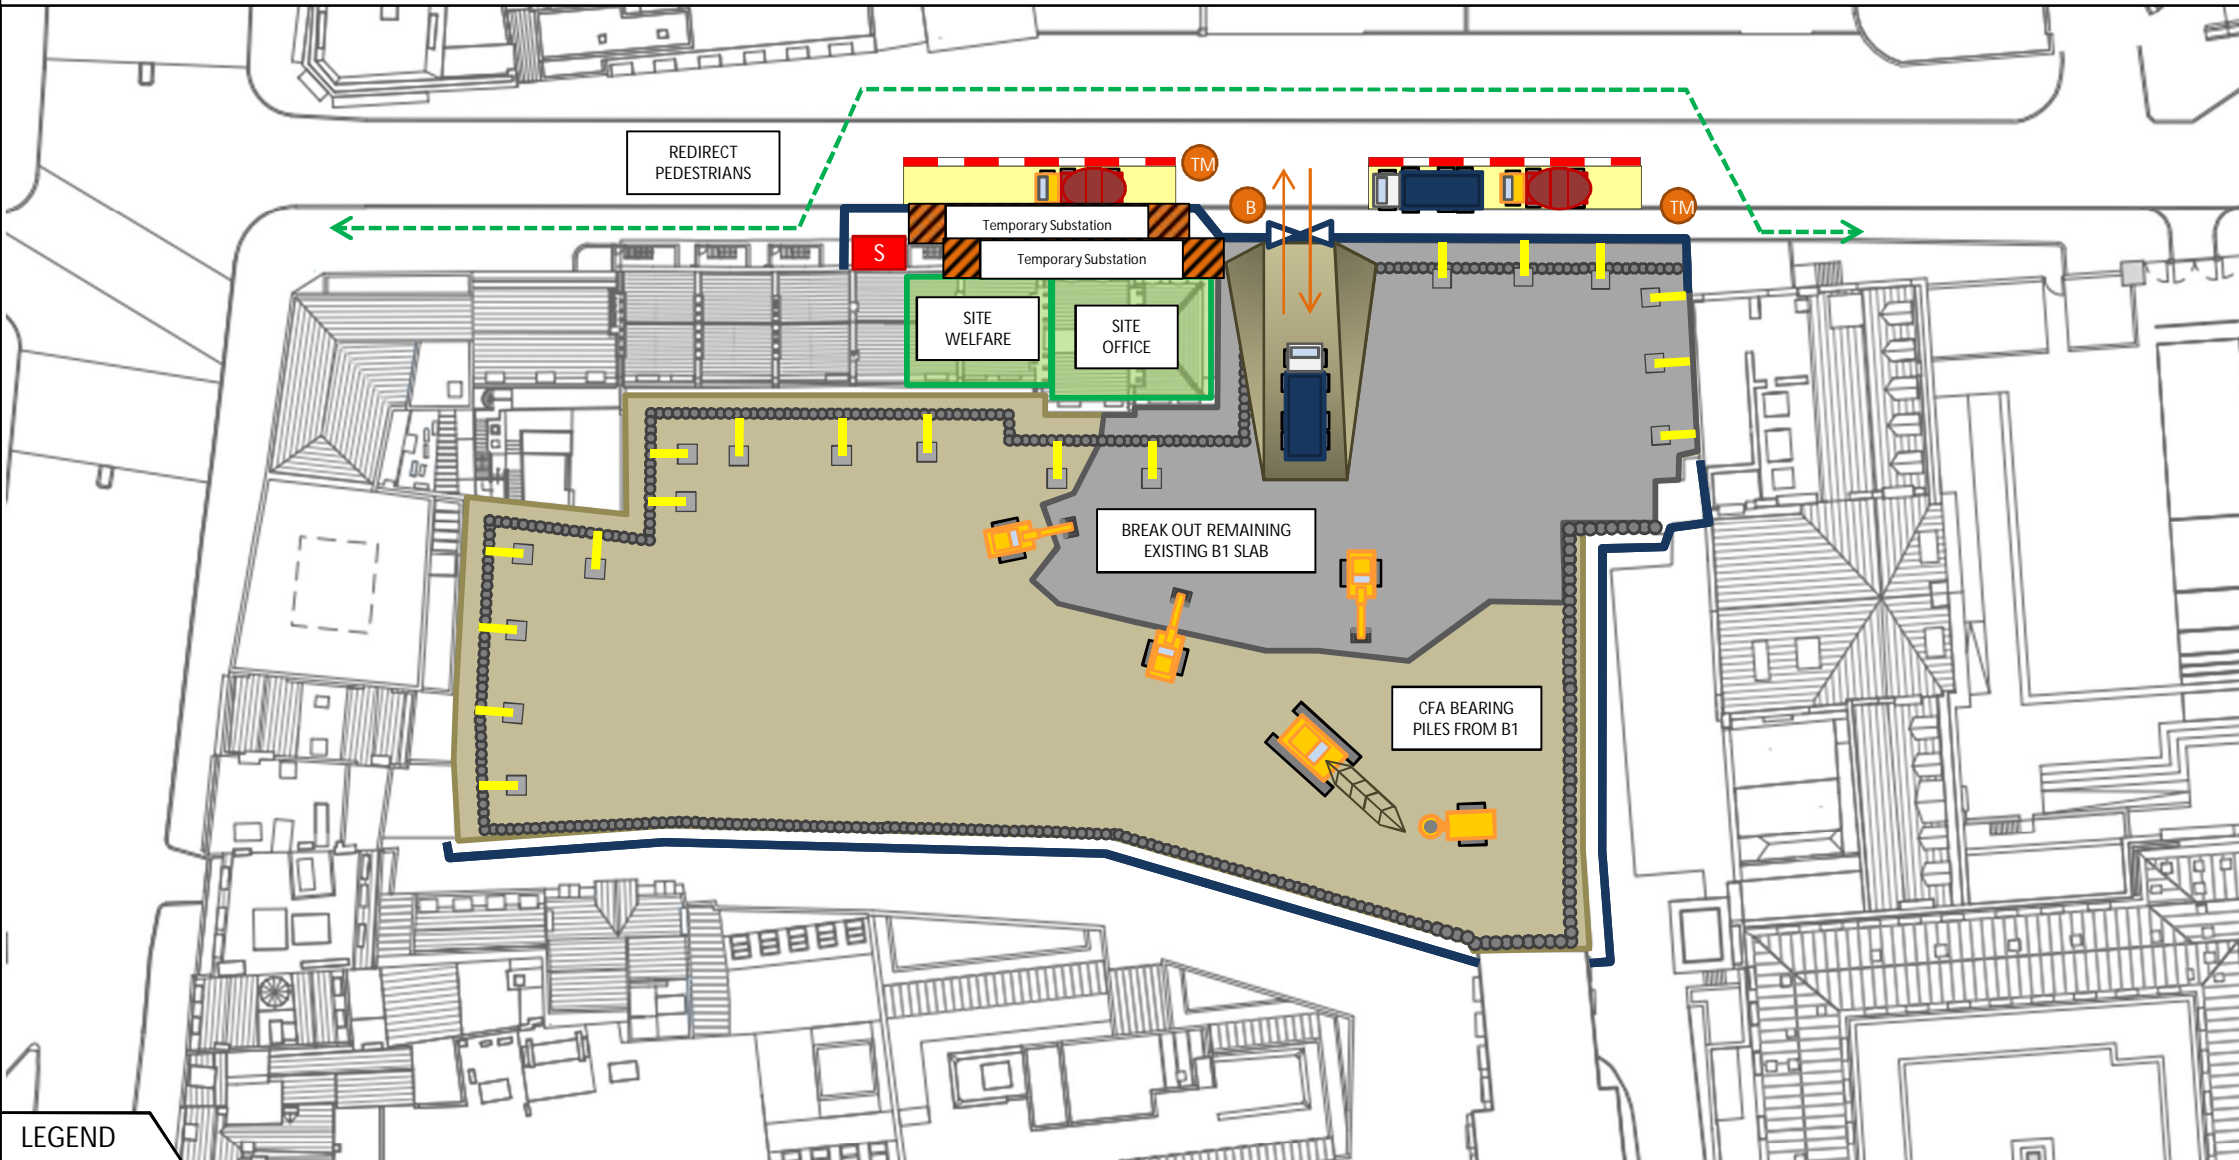 REDIRECT
PEDESTRIANS
TM
B
TM
Temporary Substation
S
Temporary Substation
SITE
WELFARE
SITE
OFFICE
BREAK OUT REMAINING
EXISTING B1 SLAB
CFA BEARING
PILES FROM B1
LEGEND